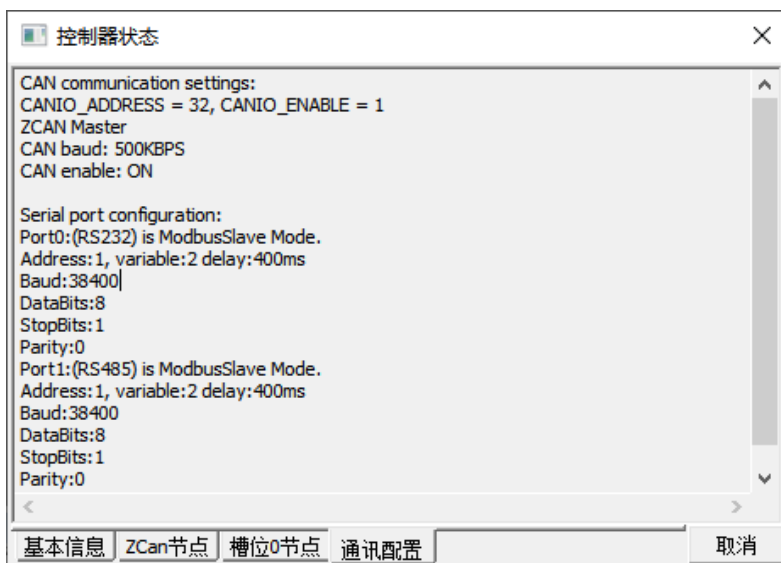 控制器状态
CAN communication settings:
CANIO_ADDRESS = 32, CANIO_ENABLE = 1
ZCAN Master
CAN baud: 500KBPS
CAN enable: ON
Serial port configuration:
Port0:(RS232) is ModbusSlave Mode.
Address:1, variable:2 delay:400ms
Baud:38400
DataBits:8
StopBits:1
Parity:0
Port1:(RS485) is ModbusSlave Mode.
Address:1, variable:2 delay:400ms
Baud:38400
DataBits:8
StopBits:1
Parity:0
基本信息 ZCan节点 槽位0节点 通讯配置 取消